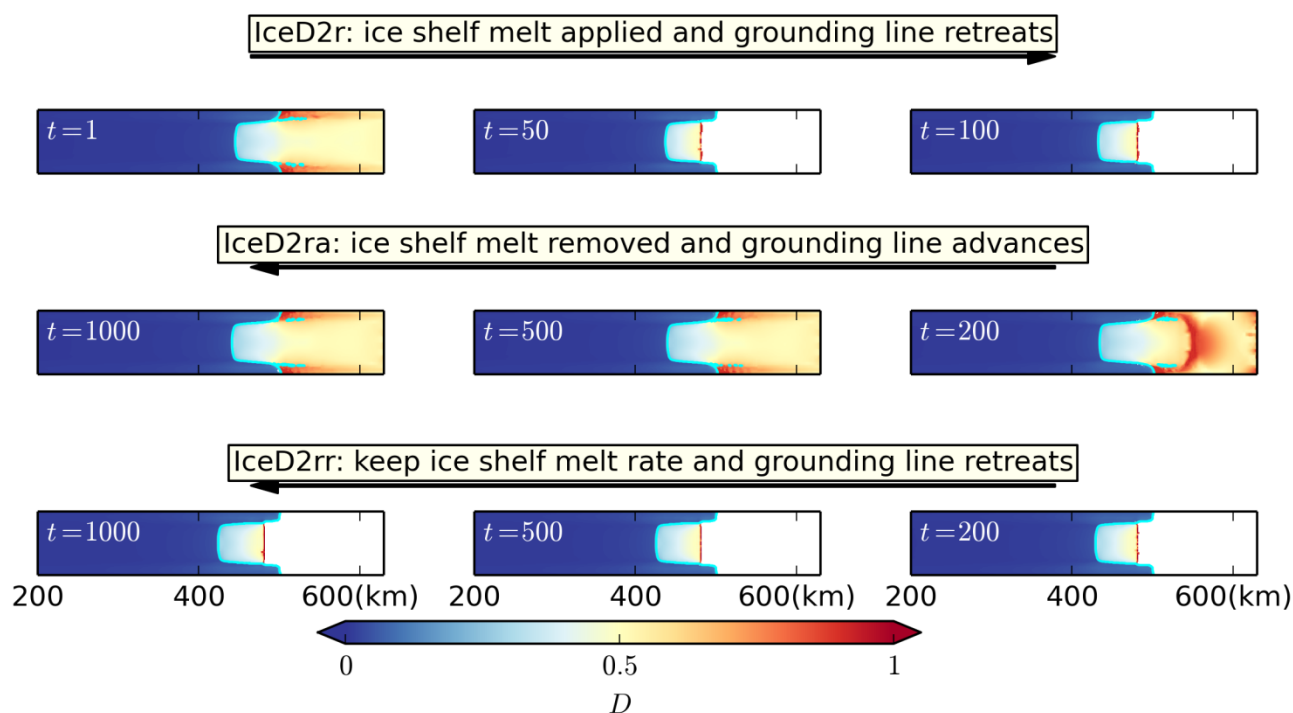 IceD2r: ice shelf melt applied and grounding line retreats
t=1 t=50 t=100
IceD2ra: ice shelf melt removed and grounding line advances
t=1000 t=500 t=200
IceD2rr: keep ice shelf melt rate and grounding line retreats
t=1000 t=500 t=200
200 400 600(km) 200 400 600(km) 200 400 600(km)
0 0.5 1
D